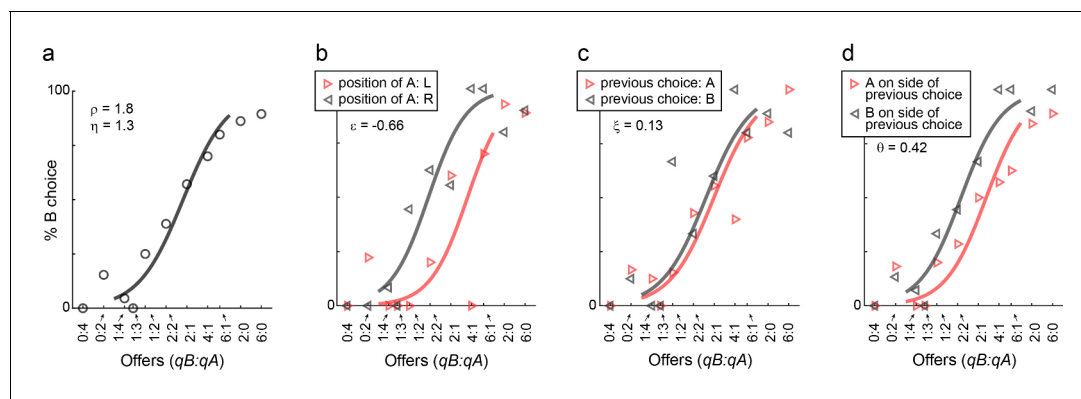 a
b
c
d
100
0
% B choice
ρ = 1.8
η = 1.3
0:4
0:2
1:4
1:3
1:2
2:2
2:1
4:1
6:1
2:0
6:0
Offers (qB:qA)
position of A: L
position of A: R
ε = -0.66
0:4
0:2
1:4
1:3
1:2
2:2
2:1
4:1
6:1
2:0
6:0
Offers (qB:qA)
previous choice: A
previous choice: B
ξ = 0.13
0:4
0:2
1:4
1:3
1:2
2:2
2:1
4:1
6:1
2:0
6:0
Offers (qB:qA)
A on side of
previous choice
B on side of
previous choice
θ = 0.42
0:4
0:2
1:4
1:3
1:2
2:2
2:1
4:1
6:1
2:0
6:0
Offers (qB:qA)